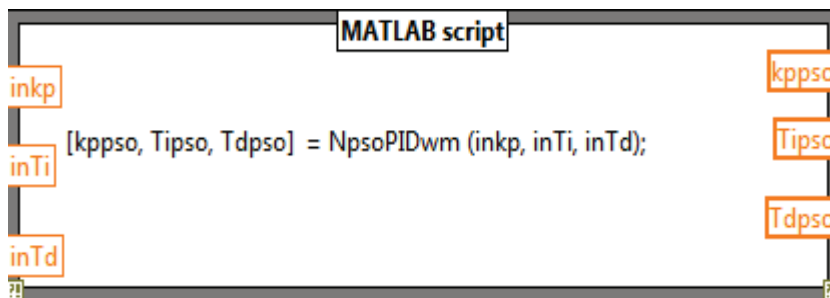 MATLAB script
inkp
kppso
[kppso, Tipso, Tdpso] = NpsoPIDwm (inkp, inTi, inTd);
Tipso
inTi
Tdpso
inTd